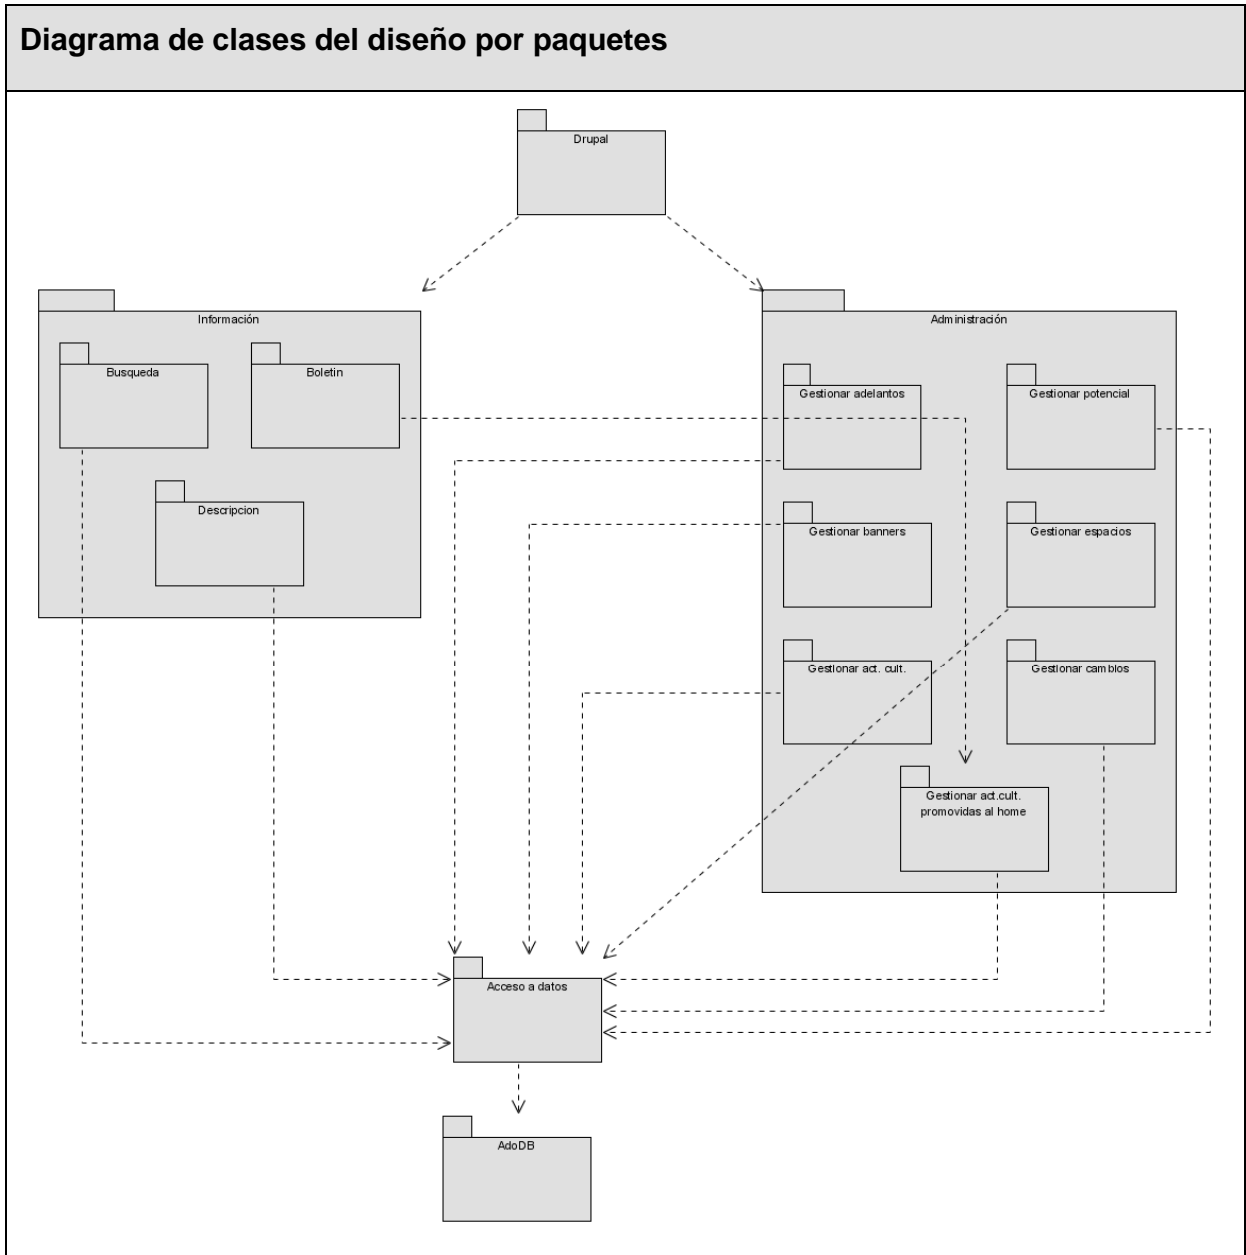 Diagrama de clases del diseño por paquetes
Drupal
Información
Busqueda
Boletin
Descripcion
Administración
Gestionar adelantos
Gestionar potencial
Gestionar banners
Gestionar espacios
Gestionar act. cult.
Gestionar cambios
Gestionar act.cult.
promovidas al home
Acceso a datos
AdoDB